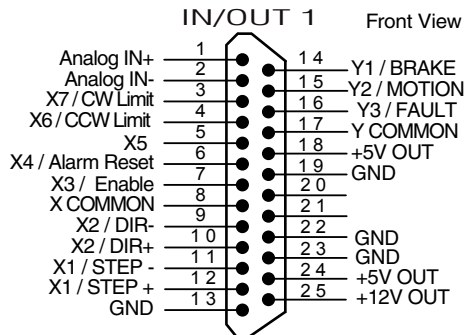 IN/OUT 1 Front View
Analog IN+ 1
Analog IN- 2
X7 / CW Limit 3
X6 / CCW Limit 4
X5 5
X4 / Alarm Reset 6
X3 / Enable 7
X COMMON 8
X2 / DIR- 9
X2 / DIR+ 10
X1 / STEP - 11
X1 / STEP + 12
GND 13
14 Y1 / BRAKE
15 Y2 / MOTION
16 Y3 / FAULT
17 Y COMMON
18 +5V OUT
19 GND
20
21
22 GND
23 GND
24 +5V OUT
25 +12V OUT